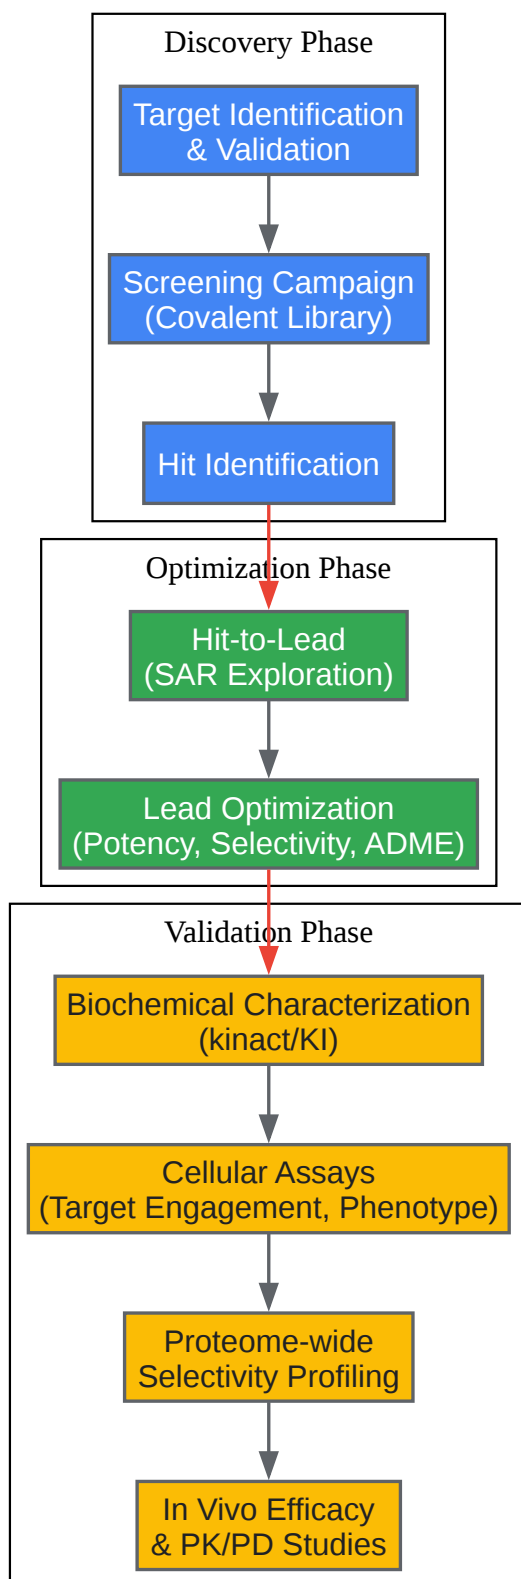 Discovery Phase
Target Identification
& Validation
Screening Campaign
(Covalent Library)
Hit Identification
Optimization Phase
Hit-to-Lead
(SAR Exploration)
Lead Optimization
(Potency, Selectivity, ADME)
Validation Phase
Biochemical Characterization
(kinact/KI)
Cellular Assays
(Target Engagement, Phenotype)
Proteome-wide
Selectivity Profiling
In Vivo Efficacy
& PK/PD Studies